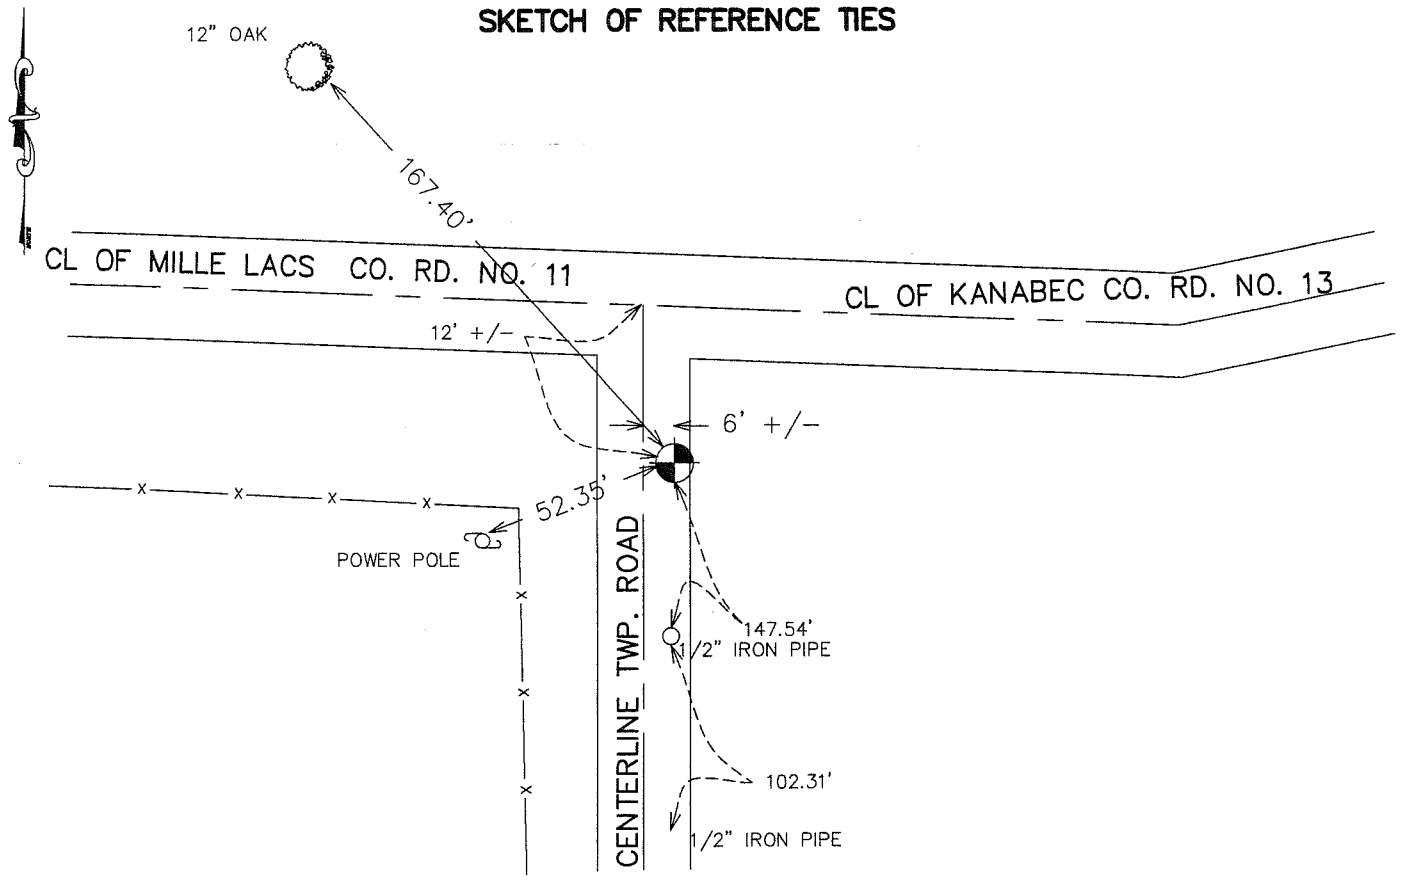 SKETCH OF REFERENCE TIES
12" OAK
167.40'
CL OF MILLE LACS CO. RD. NO. 11
CL OF KANABEC CO. RD. NO. 13
12' +/-
6' +/-
52.35'
POWER POLE
CENTERLINE TWP. ROAD
147.54'
1/2" IRON PIPE
102.31'
1/2" IRON PIPE